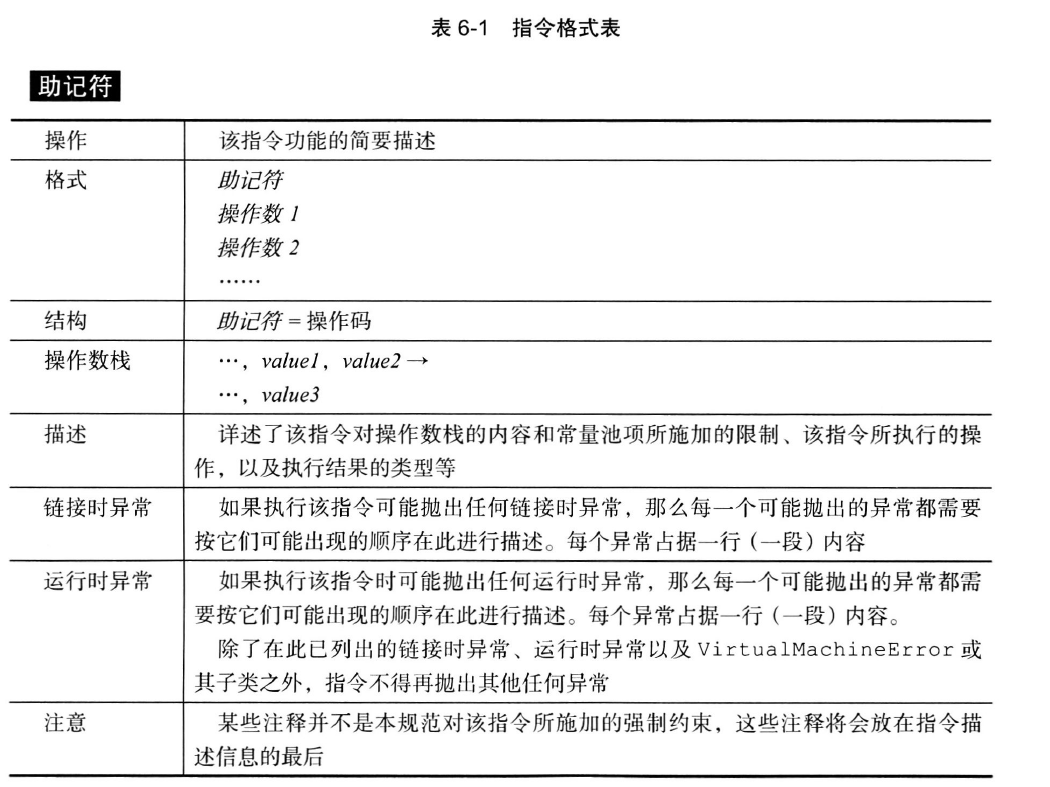 表 6-1 指令格式表
助记符
操作 该指令功能的简要描述
格式 助记符
操作数 1
操作数 2
……
结构 助记符 = 操作码
操作数栈 …，value1，value2 →
…，value3
描述 详述了该指令对操作数栈的内容和常量池项所施加的限制、该指令所执行的操
作，以及执行结果的类型等
链接时异常 如果执行该指令可能抛出任何链接时异常，那么每一个可能抛出的异常都需要
按它们可能出现的顺序在此进行描述。每个异常占据一行（一段）内容
运行时异常 如果执行该指令时可能抛出任何运行时异常，那么每一个可能抛出的异常都需
要按它们可能出现的顺序在此进行描述。每个异常占据一行（一段）内容。
除了在此已列出的链接时异常、运行时异常以及 VirtualMachineError 或
其子类之外，指令不得再抛出其他任何异常
注意 某些注释并不是本规范对该指令所施加的强制约束，这些注释将会放在指令描
述信息的最后